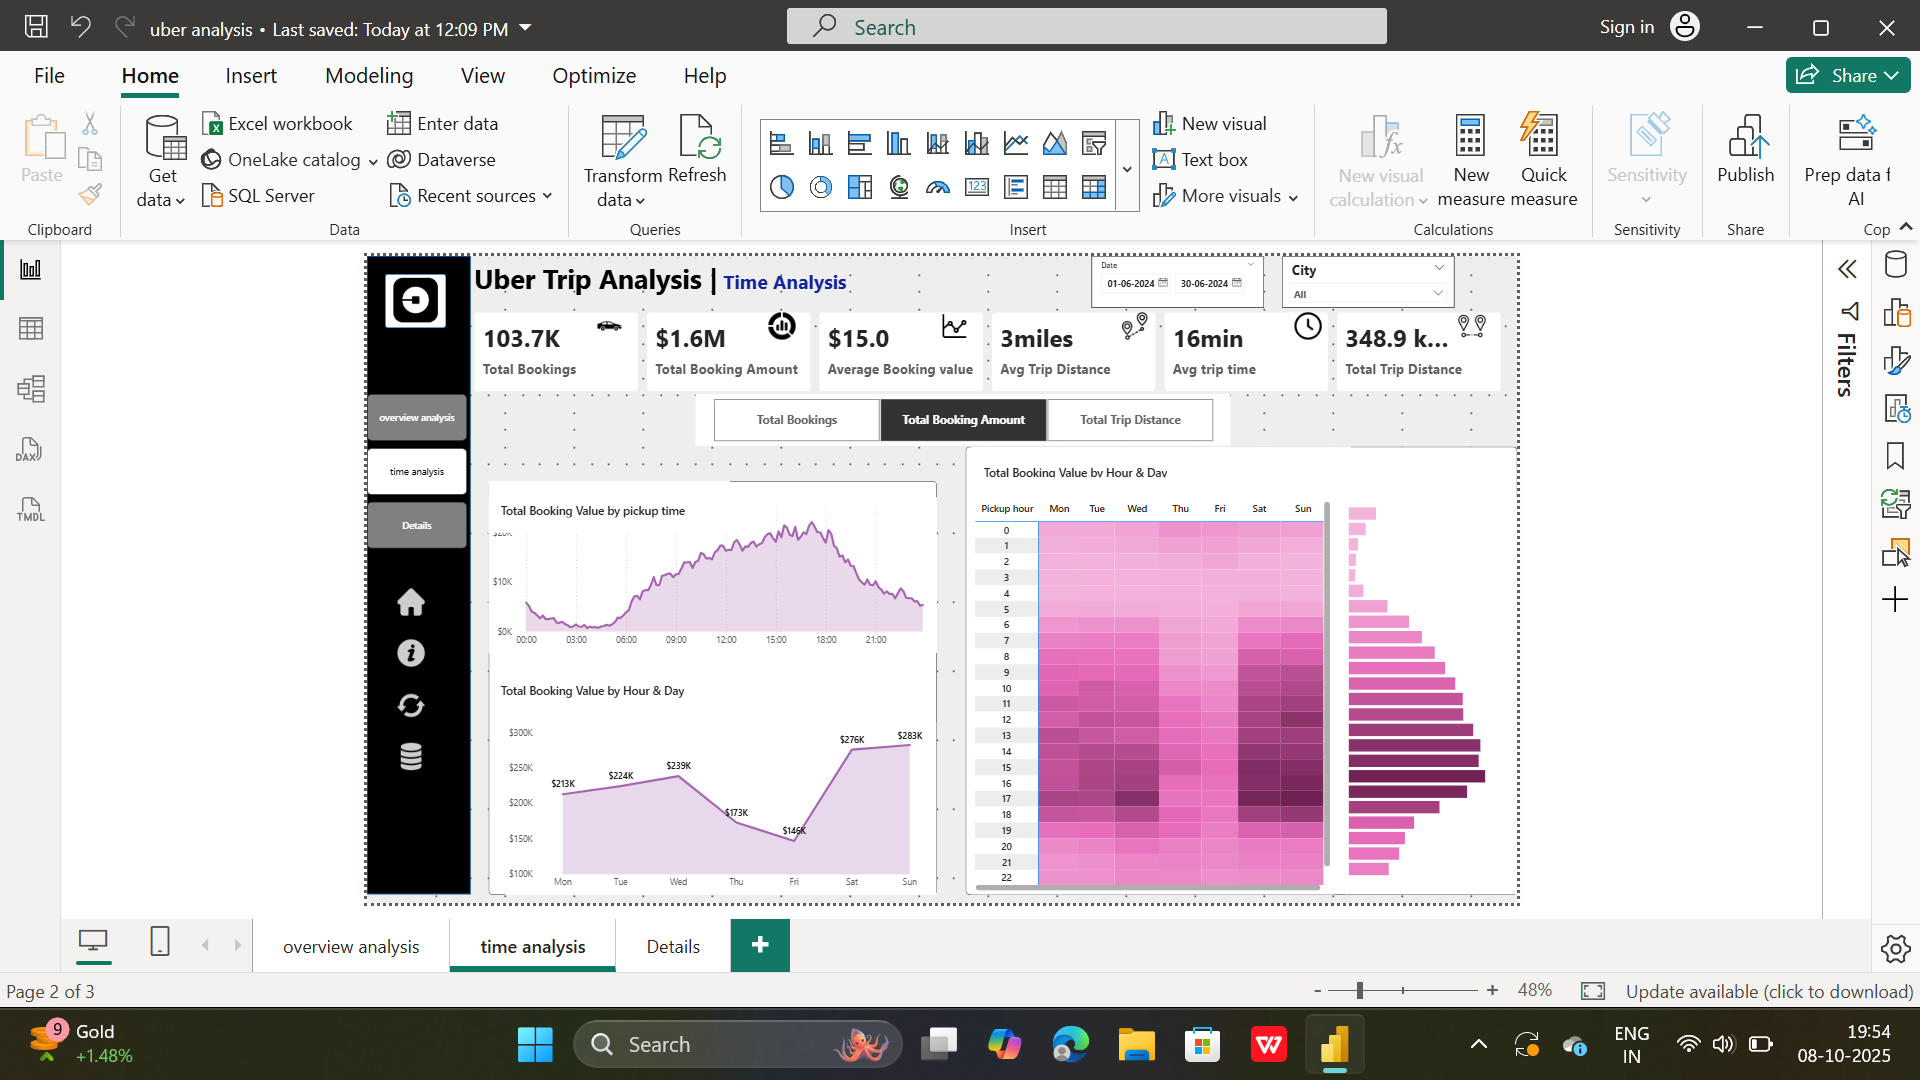 uber analysis • Last saved: Today at 12:09 PM
Search
Sign in
File
Home
Insert
Modeling
View
Optimize
Help
Share
Paste
Clipboard
Get data
Excel workbook
OneLake catalog
SQL Server
Enter data
Dataverse
Recent sources
Data
Transform data
Refresh
Queries
New visual
Text box
More visuals
Insert
New visual calculation
New measure
Quick measure
Calculations
Sensitivity
Sensitivity
Publish
Share
Prep data f
AI
Cop
DAX
TMDL
Uber Trip Analysis | Time Analysis
Date
01-06-2024
30-06-2024
City
All
103.7K
Total Bookings
$1.6M
Total Booking Amount
$15.0
Average Booking value
3miles
Avg Trip Distance
16min
Avg trip time
348.9 k...
Total Trip Distance
overview analysis
time analysis
Details
Total Bookings
Total Booking Amount
Total Trip Distance
Total Booking Value by pickup time
$20K
$10K
$0K
00:00 03:00 06:00 09:00 12:00 15:00 18:00 21:00
Total Booking Value by Hour & Day
$300K
$250K
$200K
$150K
$100K
$213K
$224K
$239K
$173K
$146K
$276K
$283K
Mon Tue Wed Thu Fri Sat Sun
Total Booking Value by Hour & Day
Pickup hour Mon Tue Wed Thu Fri Sat Sun
0
1
2
3
4
5
6
7
8
9
10
11
12
13
14
15
16
17
18
19
20
21
22
Filters
overview analysis
time analysis
Details
Page 2 of 3
- + 48%
Update available (click to download)
9
Gold
+1.48%
Search
ENG
IN
19:54
08-10-2025